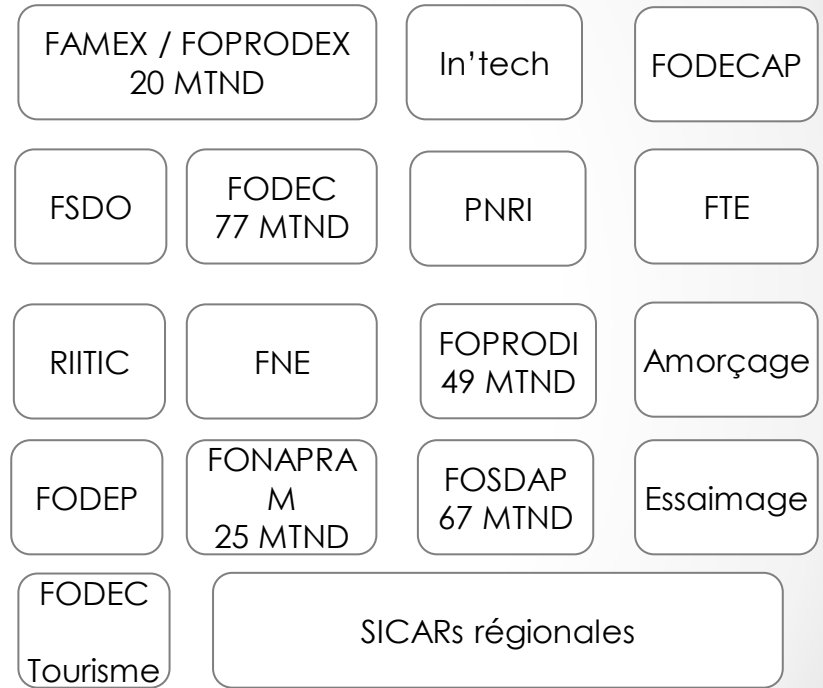 FAMEX / FOPRODEX
20 MTND
In'tech
FODECAP
FSDO
FODEC
77 MTND
PNRI
FTE
RIITIC
FNE
FOPRODI
49 MTND
Amorçage
FODEP
FONAPRA
M
25 MTND
FOSDAP
67 MTND
Essaimage
FODEC
Tourisme
SICARs régionales